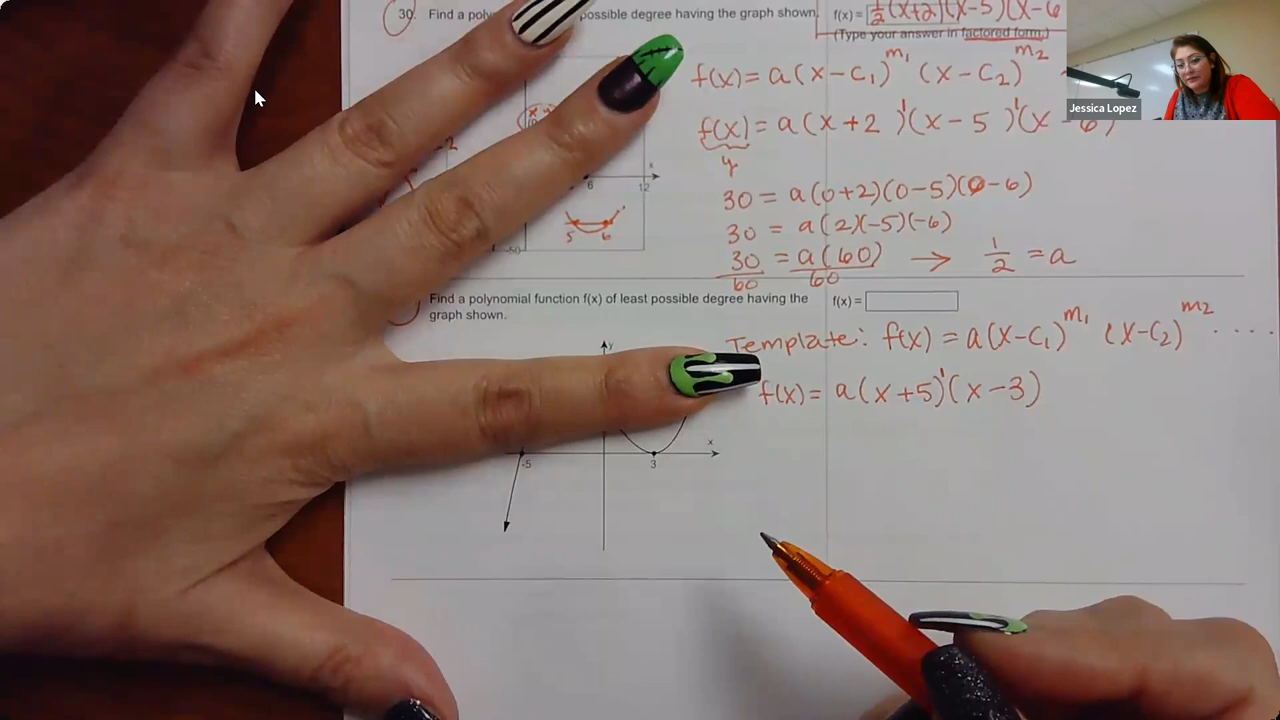 30. Find a possible degree having the graph shown.
f(x) = 1/2 (x+2)(x-5)(x-6
(Type your answer in factored form.)
f(x) = a(x-c₁)^m₁ (x-c₂)^m₂
Jessica Lopez
f(x) = a(x+2)^1(x-5)^1(x-6)
y
30 = a(0+2)(0-5)(0-6)
30 = a(2)(-5)(-6)
30 = a(60) → 1/2 = a
60 60
-2
x
6
12
5 6
-50
Find a polynomial function f(x) of least possible degree having the
graph shown.
f(x) =
Template: f(x) = a(x-c₁)^m₁ (x-c₂)^m₂ ....
f(x) = a(x+5)^1(x-3)
y
x
-5
3